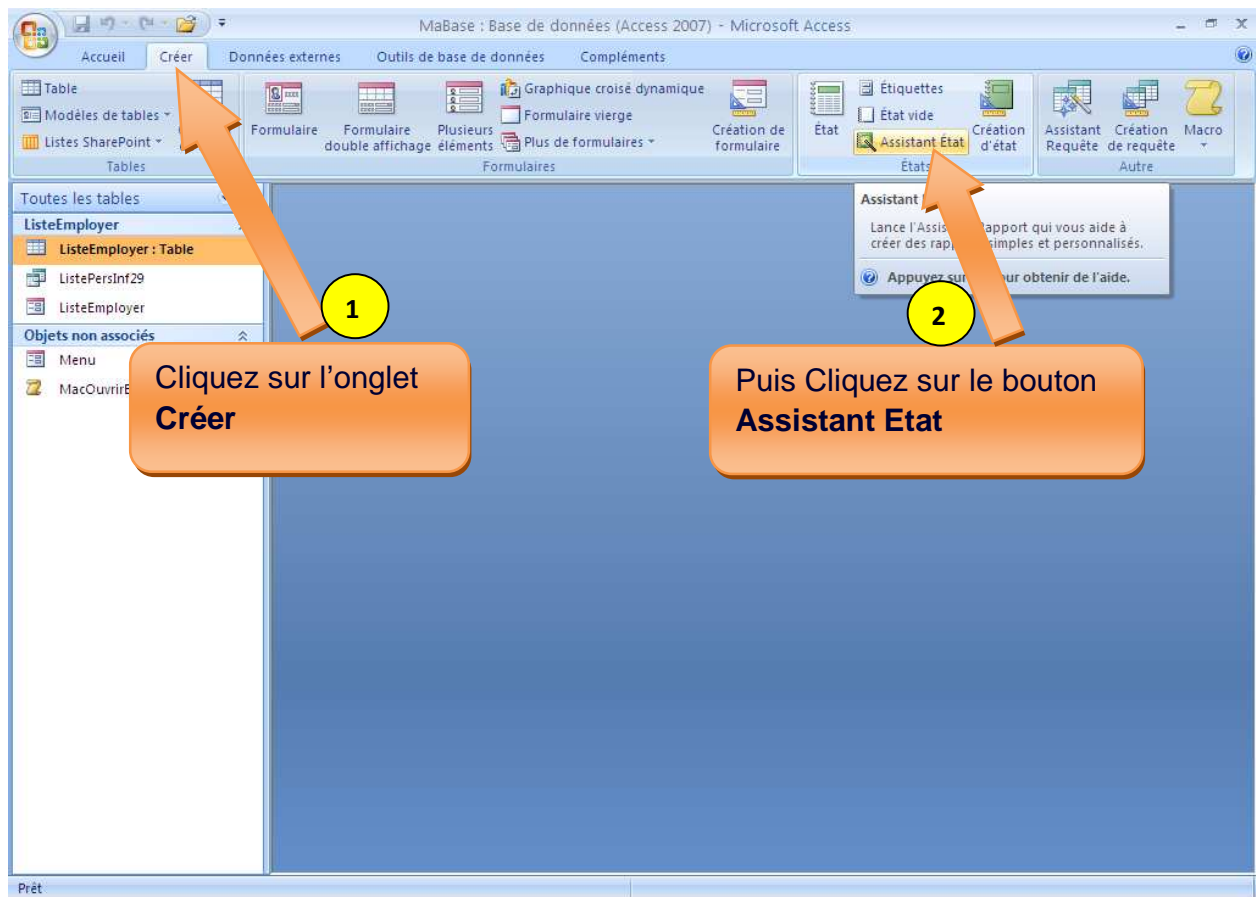 MaBase : Base de données (Access 2007) - Microsoft Access
Accueil Créer Données externes Outils de base de données Compléments
Table
Modèles de tables
Listes SharePoint
Tables
Formulaire
Formulaire
double affichage
Plusieurs
éléments
Graphique croisé dynamique
Formulaire vierge
Plus de formulaires
Création de
formulaire
Formulaires
État
Étiquettes
État vide
Assistant État
Création
d'état
États
Assistant
Requête
Création
de requête
Macro
Autre
Toutes les tables
ListeEmployer
ListeEmployer : Table
ListePersInf29
ListeEmployer
Objets non associés
Menu
Assistant
Lance l'Assis Rapport qui vous aide à
créer des rapp simples et personnalisés.
Appuyez sur our obtenir de l'aide.
1
Cliquez sur l'onglet
Créer
2
Puis Cliquez sur le bouton
Assistant Etat
Prêt